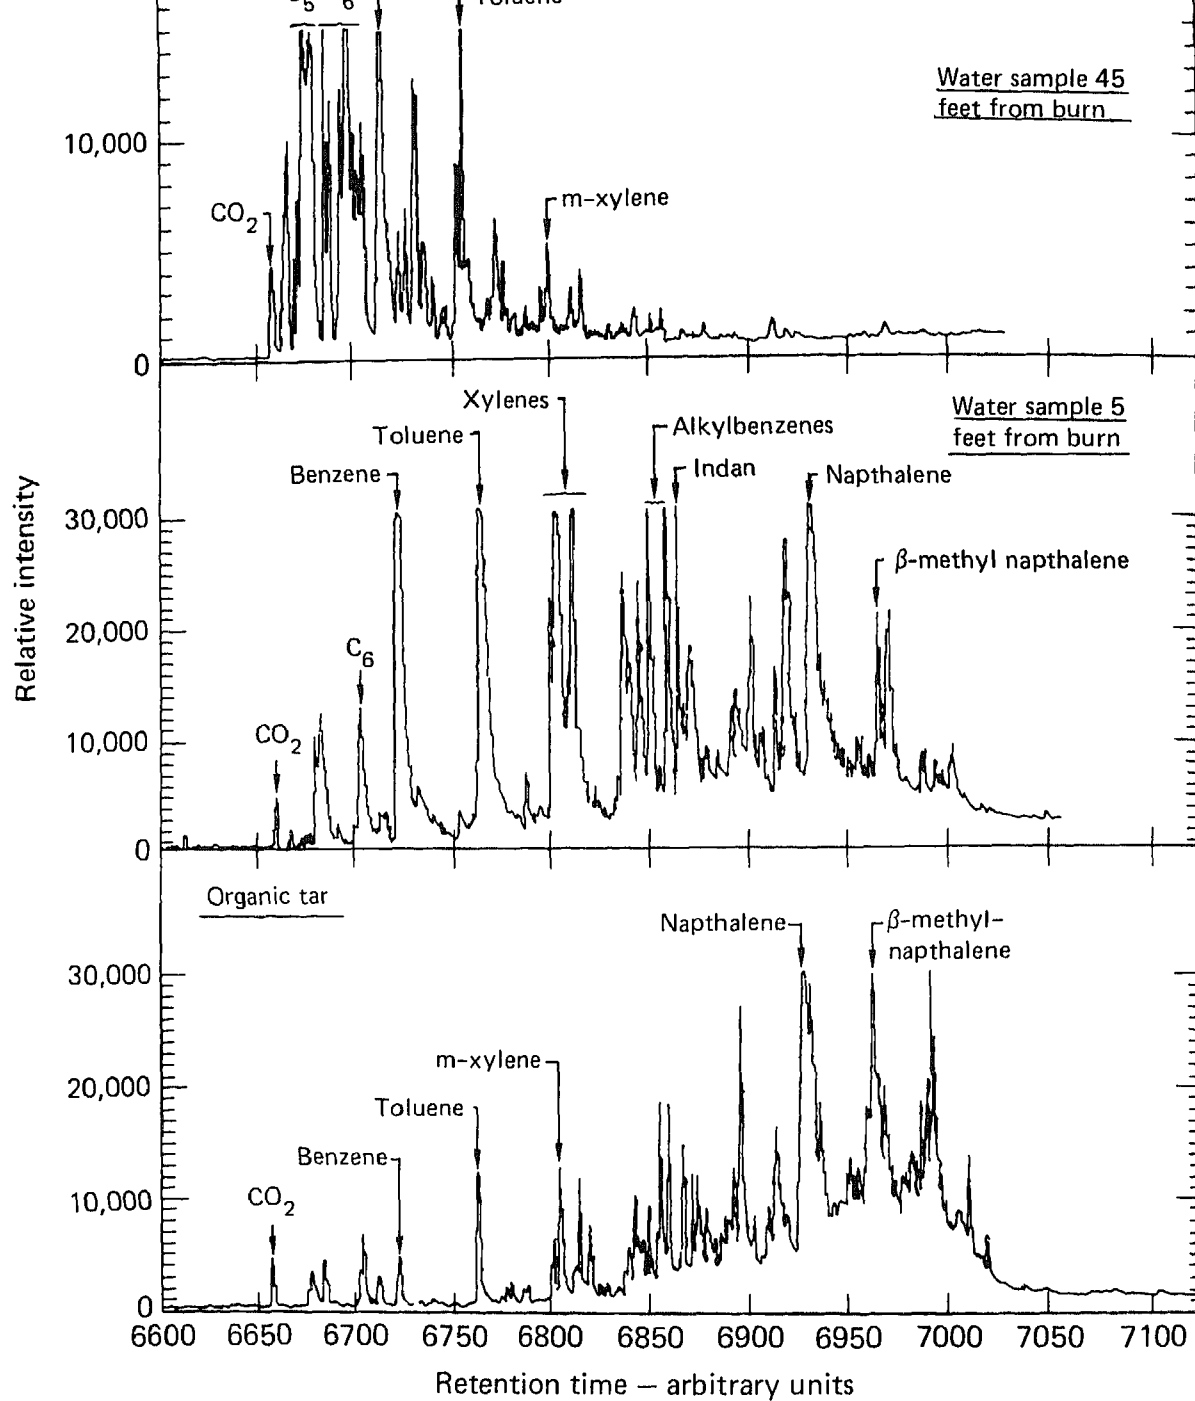 5 6
Water sample 45
feet from burn
10,000
CO2
m-xylene
0
Xylenes
Water sample 5
feet from burn
Toluene
Alkylbenzenes
Benzene
Indan
Napthalene
30,000
β-methyl napthalene
20,000
C6
10,000
CO2
0
Relative intensity
Organic tar
Napthalene
β-methyl-
napthalene
30,000
m-xylene
20,000
Toluene
Benzene
CO2
10,000
0
6600 6650 6700 6750 6800 6850 6900 6950 7000 7050 7100
Retention time — arbitrary units